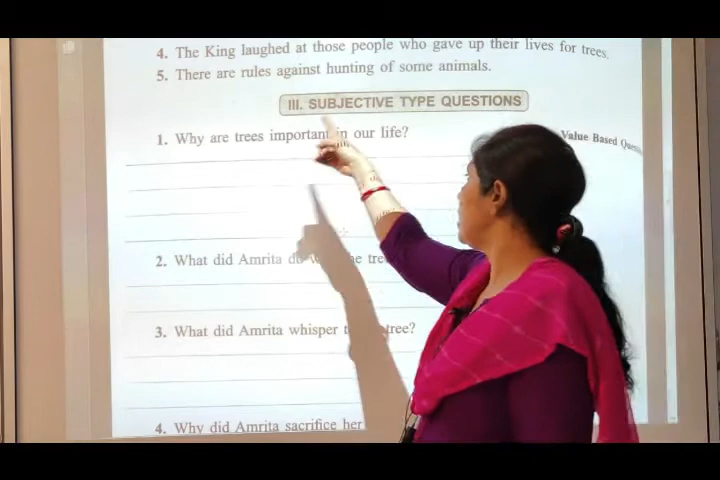 4. The King laughed at those people who gave up their lives for trees.
5. There are rules against hunting of some animals.
III. SUBJECTIVE TYPE QUESTIONS
1. Why are trees important in our life?
Value Based
2. What did Amrita
3. What did Amrita whisper tree?
4. Why did Amrita sacrifice her